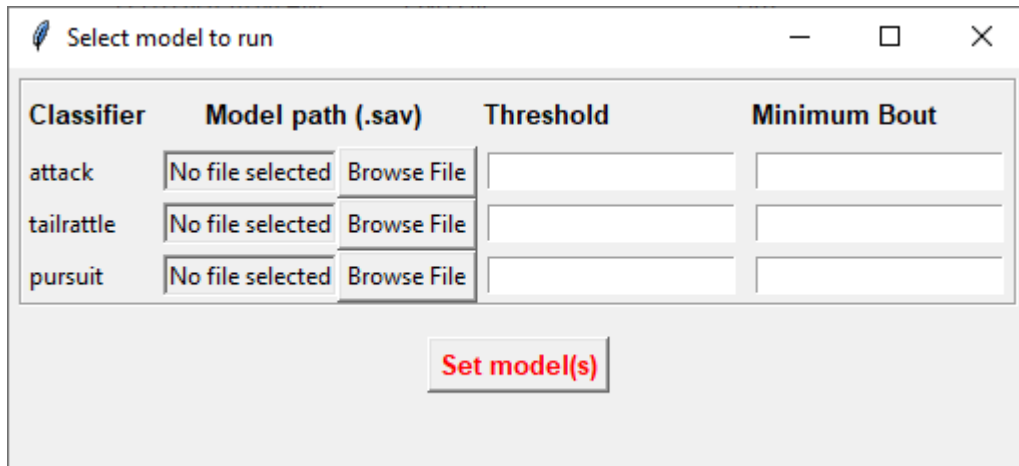 Select model to run
Classifier Model path (.sav) Threshold Minimum Bout
attack No file selected Browse File
tailrattle No file selected Browse File
pursuit No file selected Browse File
Set model(s)